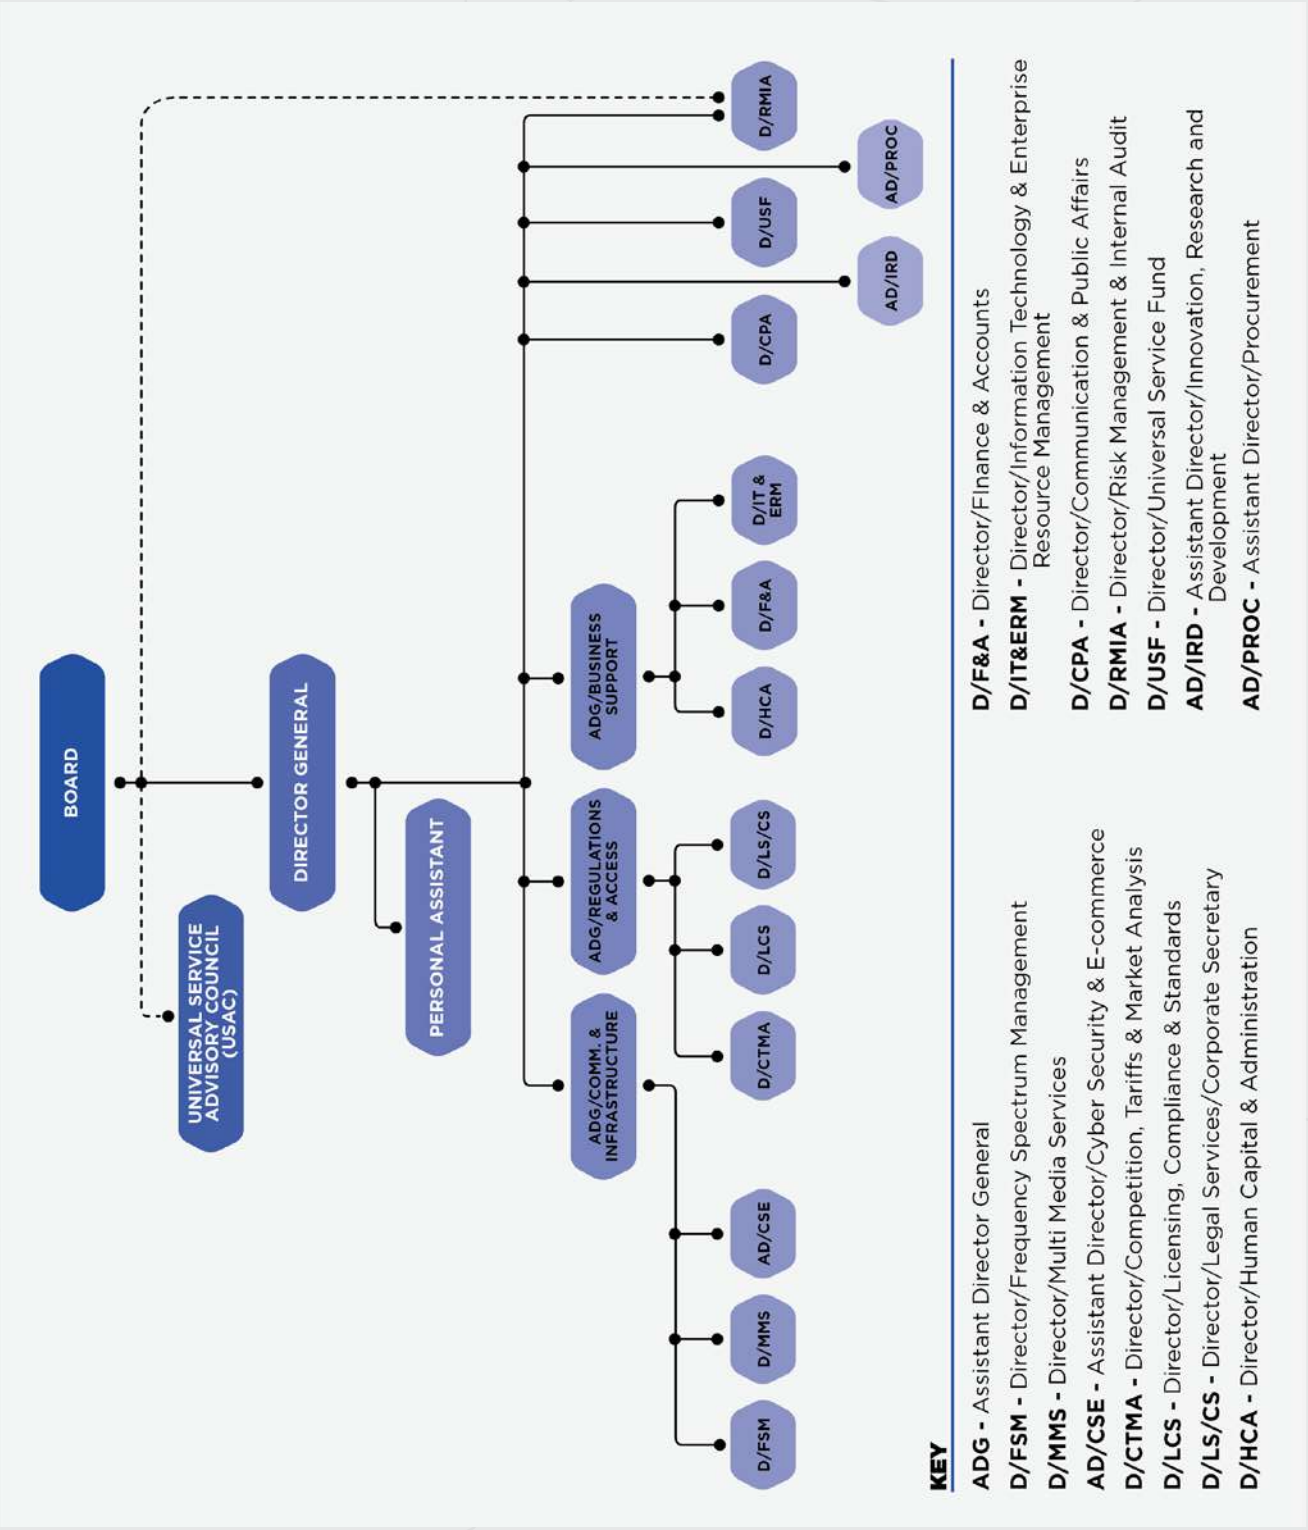 BOARD
UNIVERSAL SERVICE
ADVISORY COUNCIL
(USAC)
DIRECTOR GENERAL
PERSONAL ASSISTANT
ADG/COMM. &
INFRASTRUCTURE
ADG/REGULATIONS
& ACCESS
ADG/BUSINESS
SUPPORT
D/FSM
D/MMS
AD/CSE
D/CTMA
D/LCS
D/LS/CS
D/HCA
D/F&A
D/IT &
ERM
D/CPA
D/USF
D/RMIA
AD/IRD
AD/PROC
KEY
ADG - Assistant Director General
D/FSM - Director/Frequency Spectrum Management
D/MMS - Director/Multi Media Services
AD/CSE - Assistant Director/Cyber Security & E-commerce
D/CTMA - Director/Competition, Tariffs & Market Analysis
D/LCS - Director/Licensing, Compliance & Standards
D/LS/CS - Director/Legal Services/Corporate Secretary
D/HCA - Director/Human Capital & Administration
D/F&A - Director/FInance & Accounts
D/IT&ERM - Director/Information Technology & Enterprise
Resource Management
D/CPA - Director/Communication & Public Affairs
D/RMIA - Director/Risk Management & Internal Audit
D/USF - Director/Universal Service Fund
AD/IRD - Assistant Director/Innovation, Research and
Development
AD/PROC - Assistant Director/Procurement